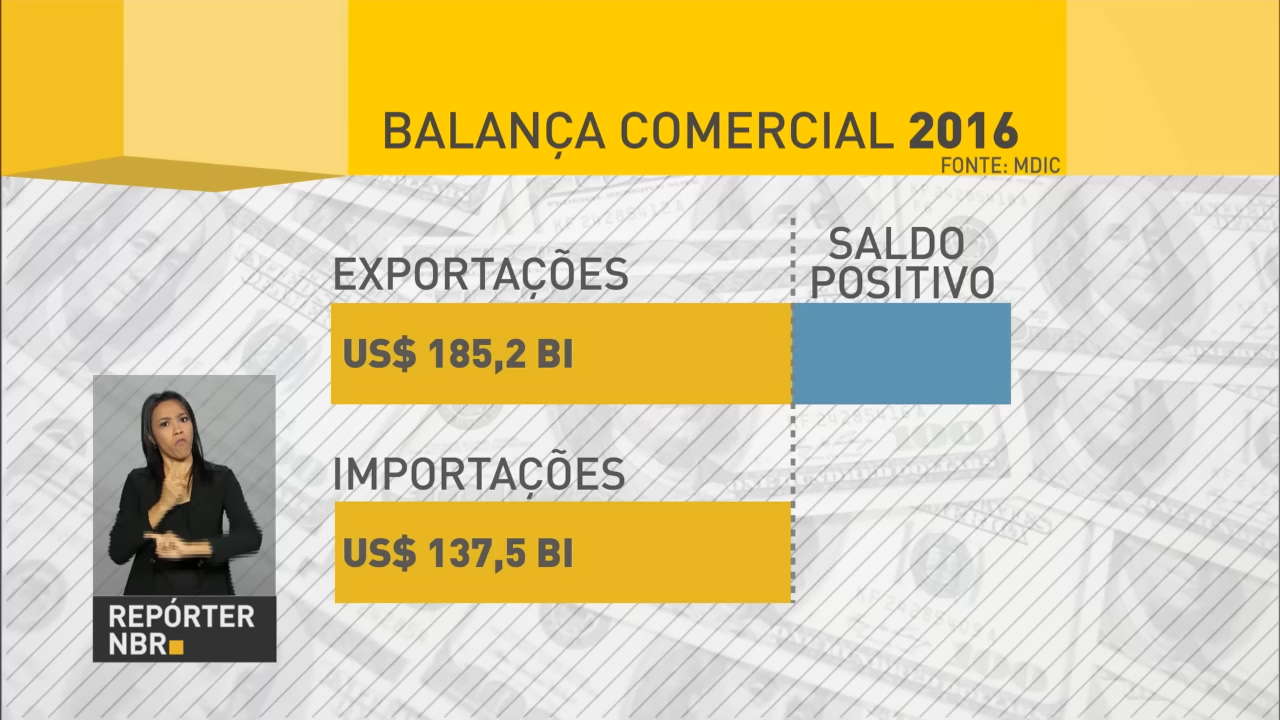 BALANÇA COMERCIAL 2016
FONTE: MDIC
SALDO
POSITIVO
EXPORTAÇÕES
US$ 185,2 BI
IMPORTAÇÕES
US$ 137,5 BI
REPÓRTER
NBR